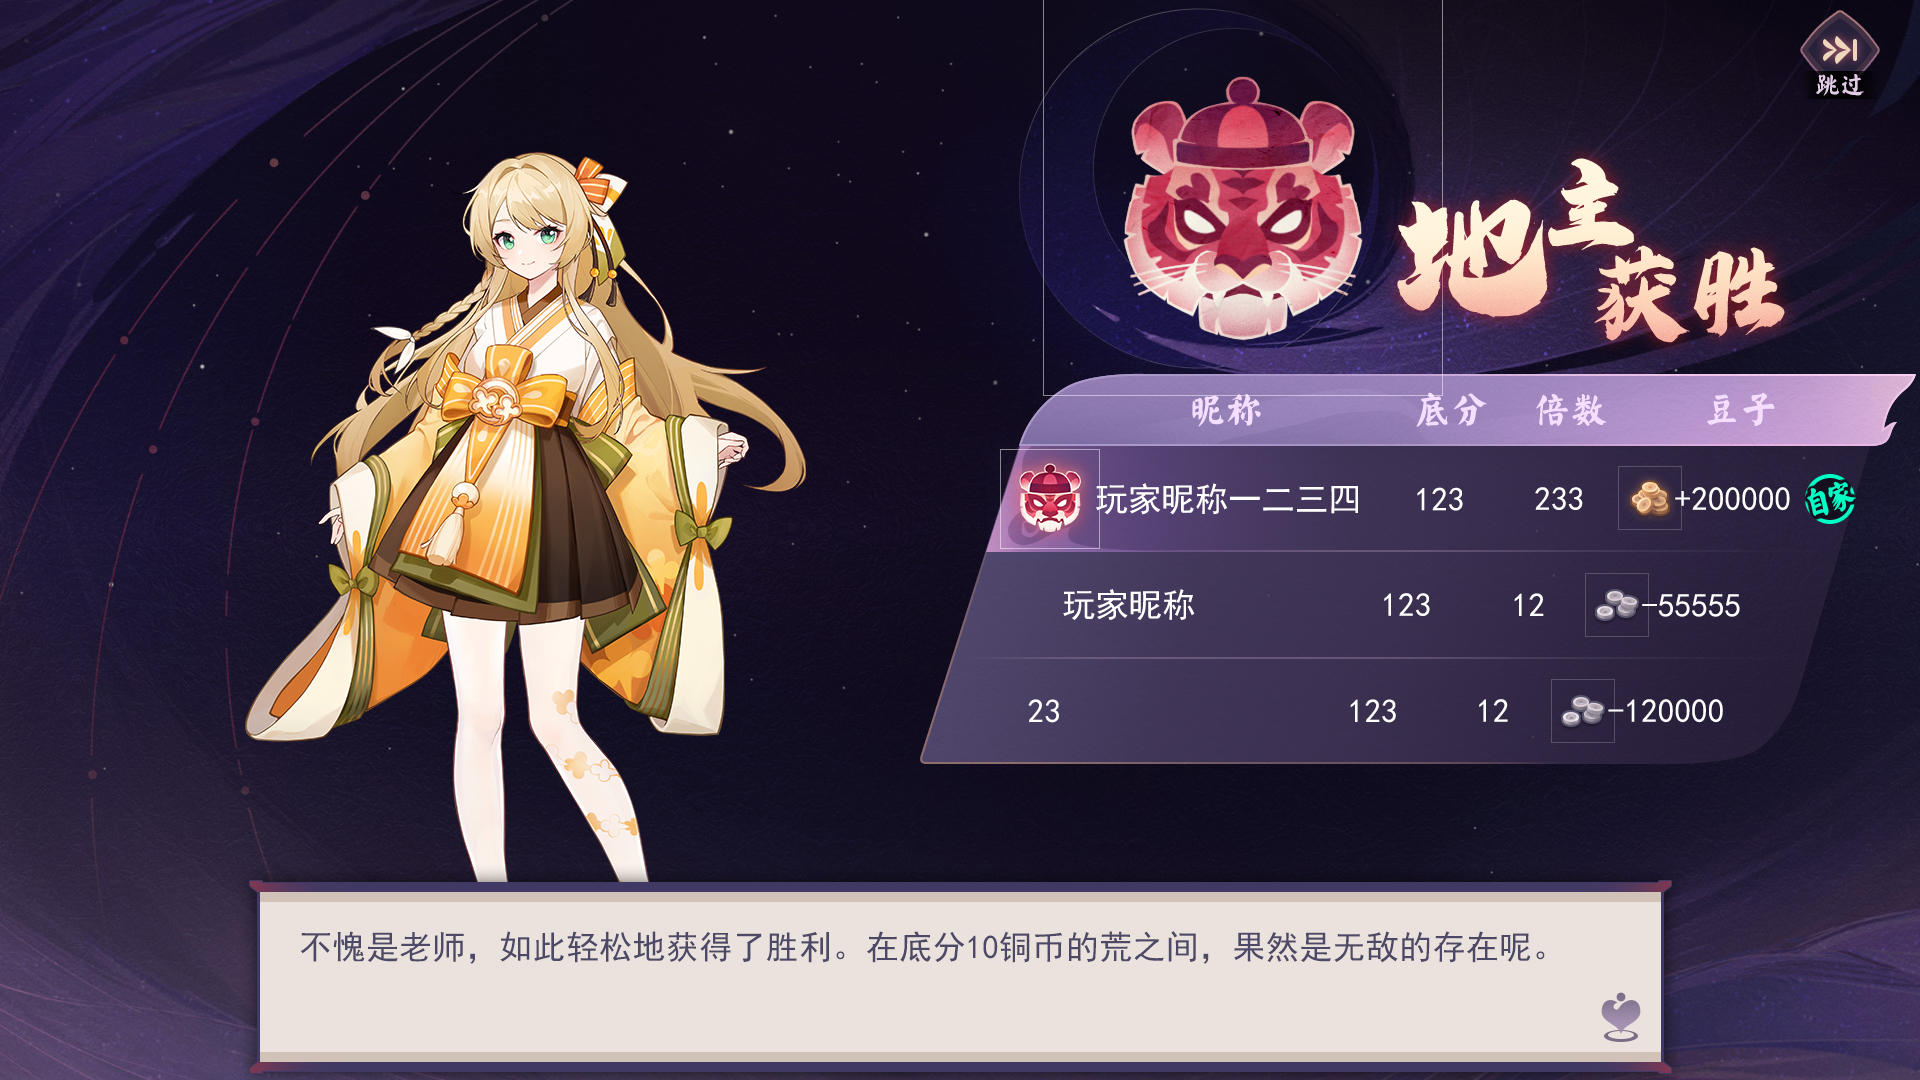 跳过
地主获胜
昵称 底分 倍数 豆子
玩家昵称一二三四 123 233 +200000 自家
玩家昵称 123 12 -55555
23 123 12 -120000
不愧是老师，如此轻松地获得了胜利。在底分10铜币的荒之间，果然是无敌的存在呢。